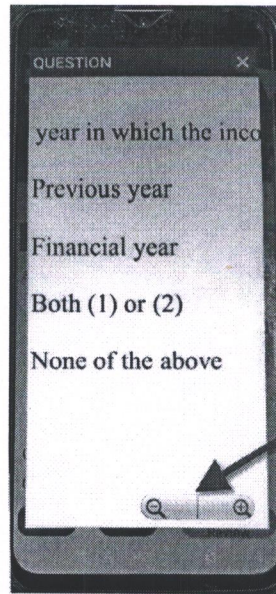 QUESTION ×
year in which the inco
Previous year
Financial year
Both (1) or (2)
None of the above